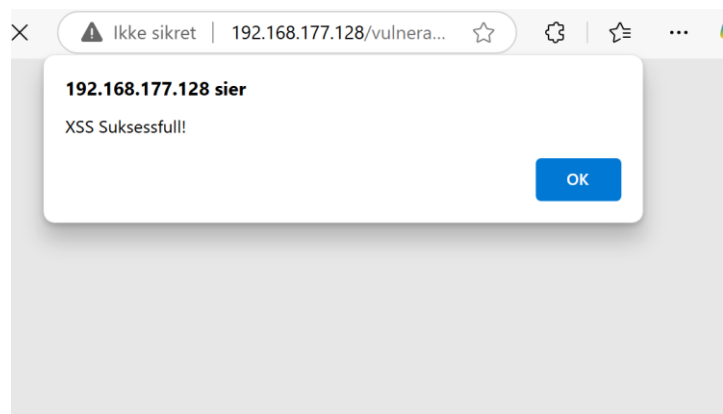 Ikke sikret | 192.168.177.128/vulnera...
192.168.177.128 sier
XSS Suksessfull!
OK